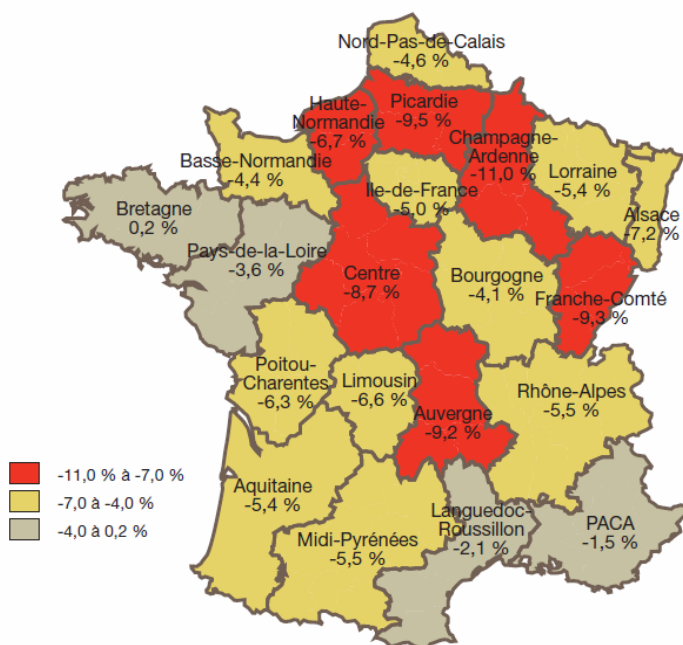 Nord-Pas-de-Calais
-4,6 %
Haute-
Normandie
-6,7 %
Picardie
-9,5 %
Champagne-
Ardenne
-11,0 %
Basse-Normandie
-4,4 %
Ile-de-France
-5,0 %
Lorraine
-5,4 %
Alsace
-7,2 %
Bretagne
0,2 %
Pays-de-la-Loire
-3,6 %
Centre
-8,7 %
Bourgogne
-4,1 %
Franche-Comté
-9,3 %
Poitou-
Charentes
-6,3 %
Limousin
-6,6 %
Auvergne
-9,2 %
Rhône-Alpes
-5,5 %
-11,0 % à -7,0 %
-7,0 à -4,0 %
-4,0 à 0,2 %
Aquitaine
-5,4 %
Midi-Pyrénées
-5,5 %
Languedoc-
Roussillon
-2,1 %
PACA
-1,5 %